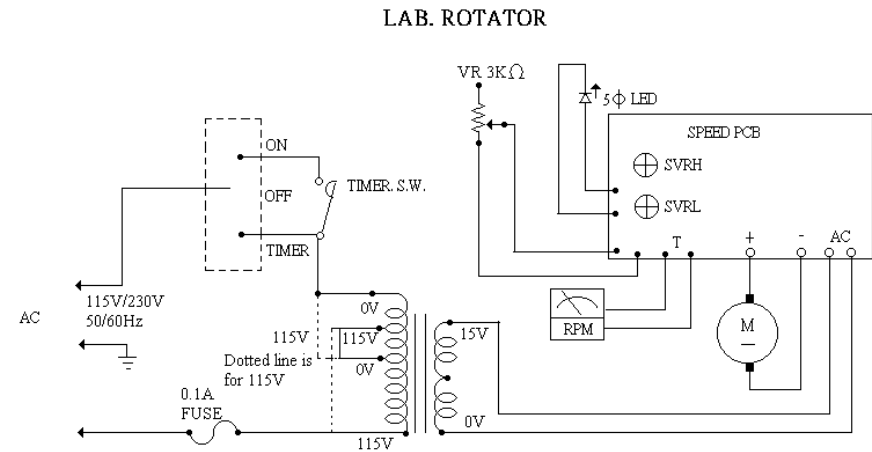 LAB. ROTATOR
VR 3KΩ
5Φ LED
SPEED PCB
SVRH
SVRL
ON
OFF
TIMER
TIMER. S.W.
T
+
-
AC
115V/230V
50/60Hz
AC
0V
115V
115V
0V
Dotted line is
for 115V
15V
0V
RPM
M
0.1A
FUSE
115V